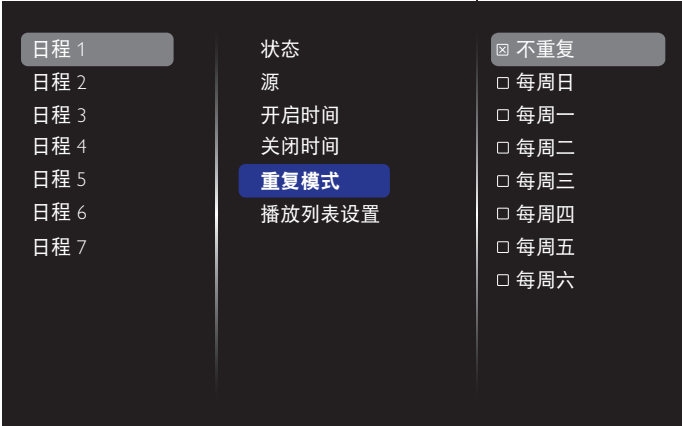 日程 1
日程 2
日程 3
日程 4
日程 5
日程 6
日程 7
状态
源
开启时间
关闭时间
重复模式
播放列表设置
☒ 不重复
☐ 每周日
☐ 每周一
☐ 每周二
☐ 每周三
☐ 每周四
☐ 每周五
☐ 每周六